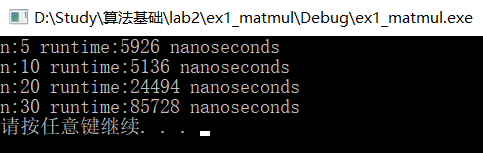 D:\Study\算法基础\lab2\ex1_matmul\Debug\ex1_matmul.exe
n:5 runtime:5926 nanoseconds
n:10 runtime:5136 nanoseconds
n:20 runtime:24494 nanoseconds
n:30 runtime:85728 nanoseconds
请按任意键继续. . .